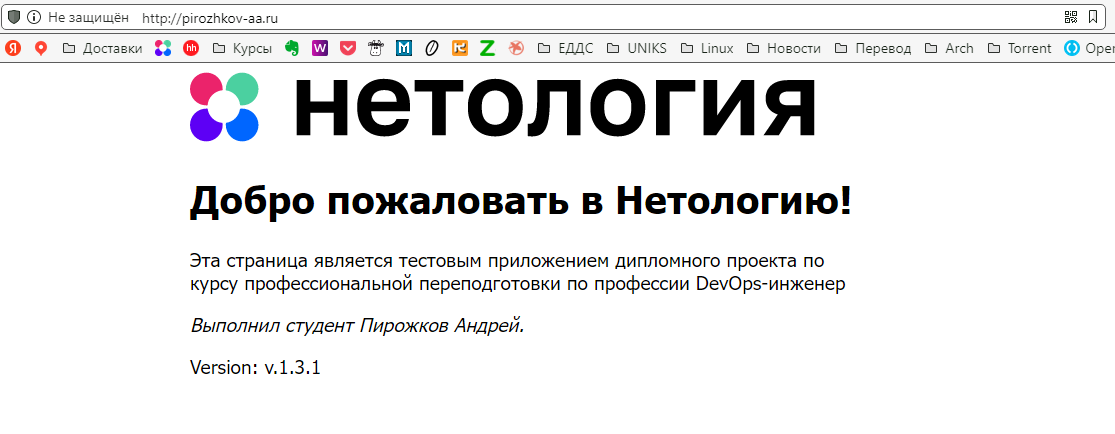 Не защищён http://pirozhkov-aa.ru
Я hh Доставки Курсы W M Z ЕДДС UNIKS Linux Новости Перевод Arch Torrent Oper
нетология
Добро пожаловать в Нетологию!
Эта страница является тестовым приложением дипломного проекта по
курсу профессиональной переподготовки по профессии DevOps-инженер
Выполнил студент Пирожков Андрей.
Version: v.1.3.1